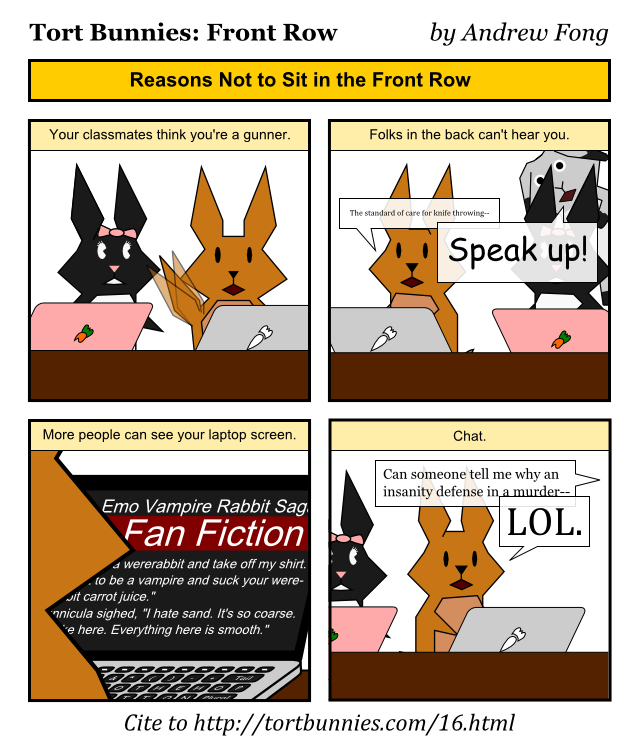 Tort Bunnies: Front Row
by Andrew Fong
Reasons Not to Sit in the Front Row
Your classmates think you're a gunner.
Folks in the back can't hear you.
The standard of care for knife throwing--
Speak up!
More people can see your laptop screen.
Emo Vampire Rabbit Sag
Fan Fiction
a wererabbit and take off my shirt.
to be a vampire and suck your were-
bit carrot juice."
nnicula sighed, "I hate sand. It's so coarse.
ke here. Everything here is smooth."
Tail
Plural
Chat.
Can someone tell me why an
insanity defense in a murder--
LOL.
Cite to http://tortbunnies.com/16.html